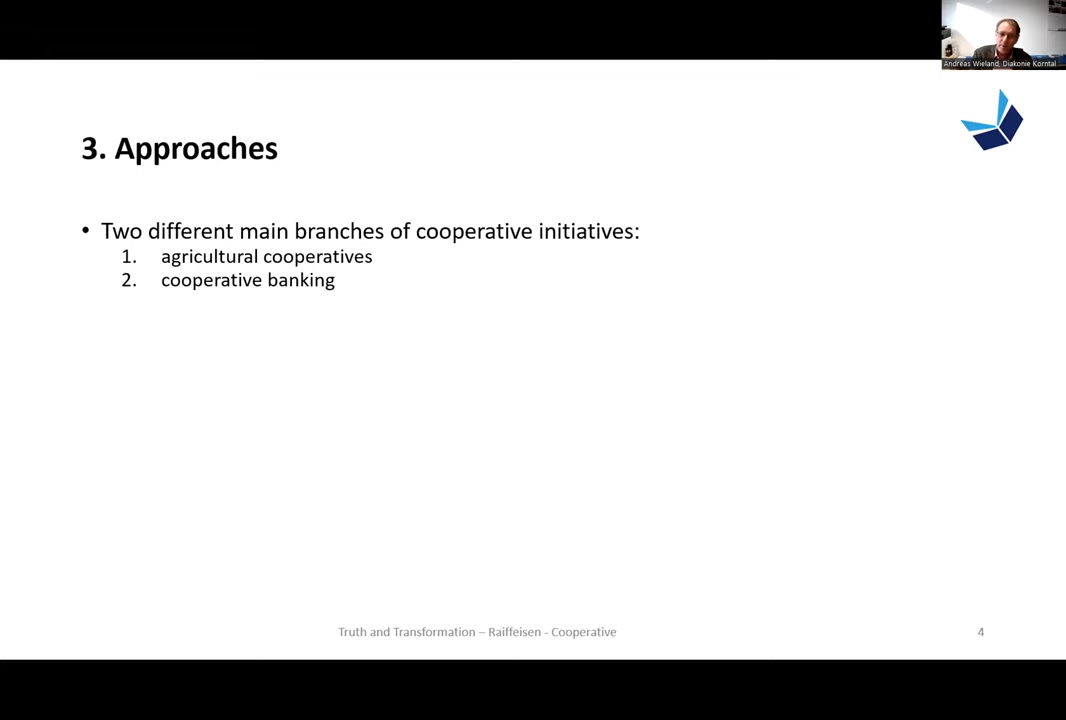 Andreas Wieland, Diakonie Korntal
3. Approaches
• Two different main branches of cooperative initiatives:
1. agricultural cooperatives
2. cooperative banking
Truth and Transformation – Raiffeisen - Cooperative
4